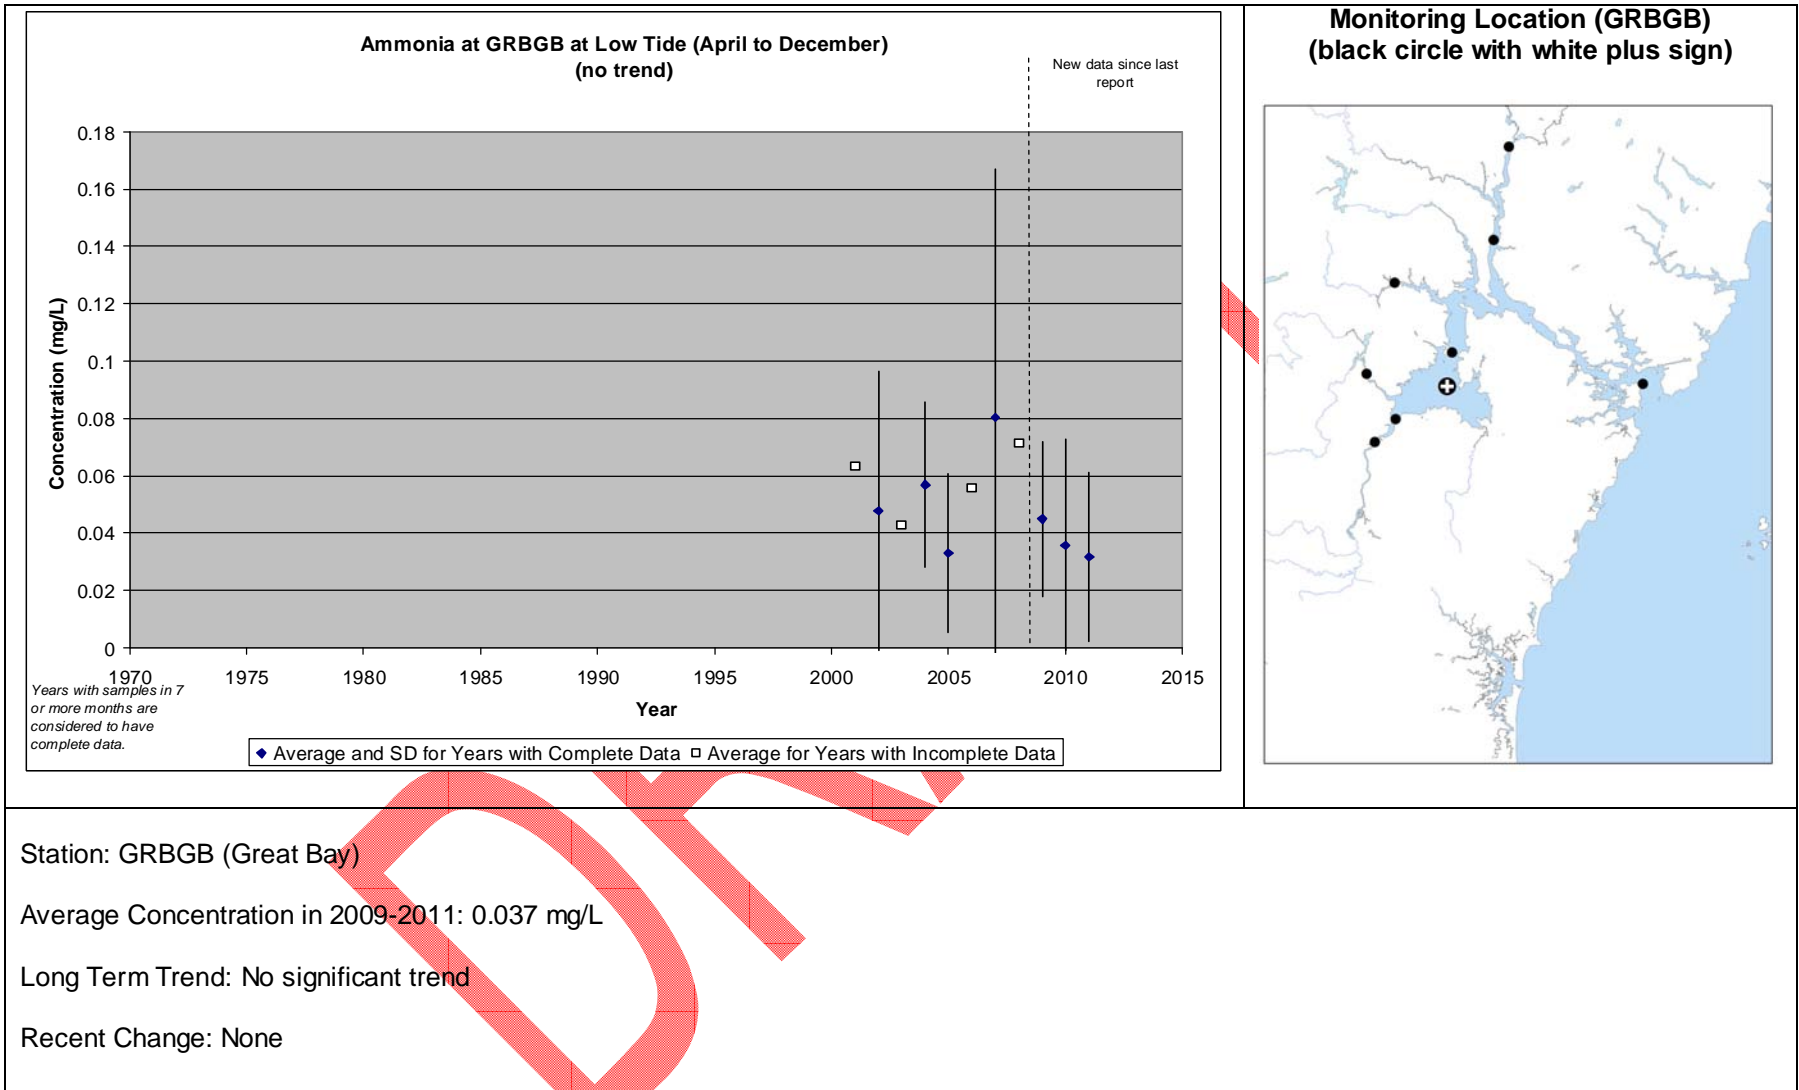 Ammonia at GRBGB at Low Tide (April to December)
(no trend)
New data since last
report
0.18
0.16
0.14
0.12
0.1
0.08
0.06
0.04
0.02
0
Concentration (mg/L)
1970 1975 1980 1985 1990 1995 2000 2005 2010 2015
Year
Years with samples in 7
or more months are
considered to have
complete data.
Average and SD for Years with Complete Data Average for Years with Incomplete Data
Monitoring Location (GRBGB)
(black circle with white plus sign)
Station: GRBGB (Great Bay)
Average Concentration in 2009-2011: 0.037 mg/L
Long Term Trend: No significant trend
Recent Change: None